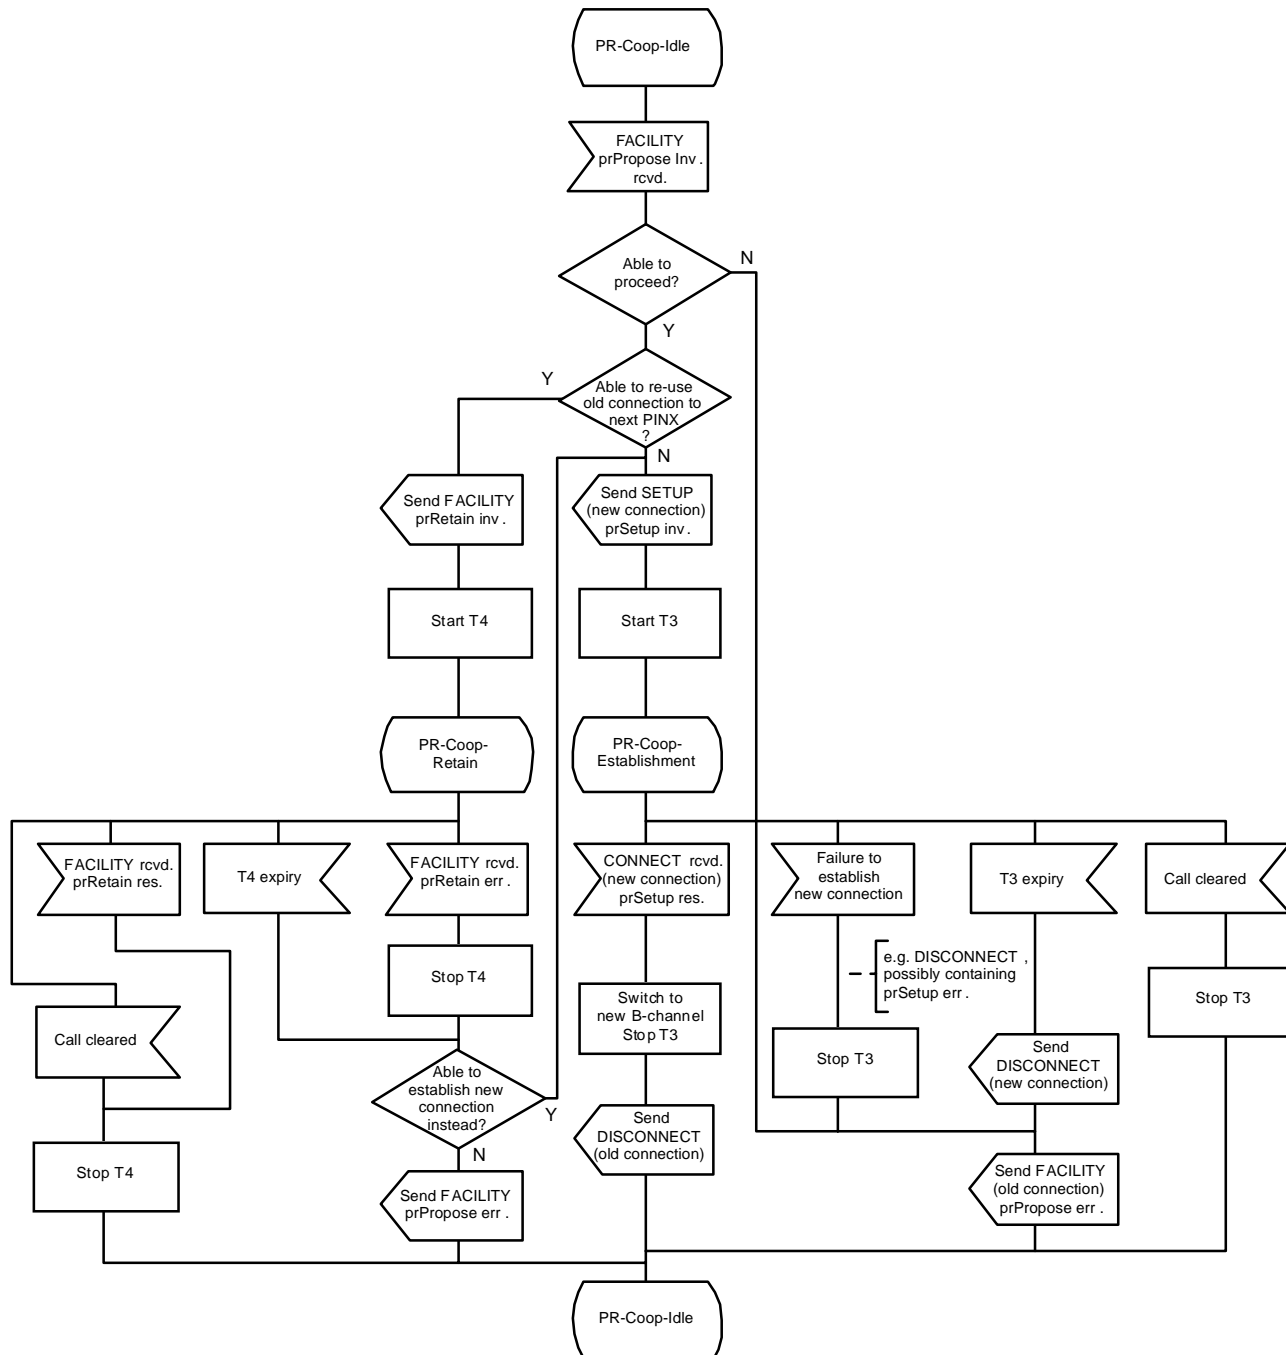 PR-Coop-Idle
FACILITY
prPropose Inv.
rcvd.
Able to
proceed?
N
Y
Able to re-use
old connection to
next PINX
?
Y
N
Send FACILITY
prRetain inv.
Send SETUP
(new connection)
prSetup inv.
Start T4
Start T3
PR-Coop-
Retain
PR-Coop-
Establishment
FACILITY rcvd.
prRetain res.
T4 expiry
FACILITY rcvd.
prRetain err.
CONNECT rcvd.
(new connection)
prSetup res.
Failure to
establish
new connection
T3 expiry
Call cleared
e.g. DISCONNECT,
possibly containing
prSetup err.
Stop T4
Switch to
new B-channel
Stop T3
Stop T3
Call cleared
Stop T3
Send
DISCONNECT
(new connection)
Able to
establish new
connection
instead?
Y
N
Send
DISCONNECT
(old connection)
Stop T4
Send FACILITY
prPropose err.
Send FACILITY
(old connection)
prPropose err.
PR-Coop-Idle